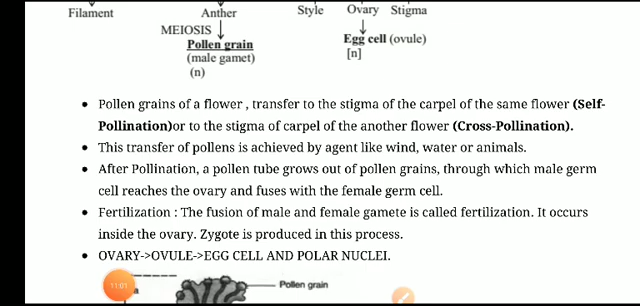 Filament Anther Style Ovary Stigma
MEIOSIS
Pollen grain Egg cell (ovule)
(male gamet) [n]
(n)
• Pollen grains of a flower , transfer to the stigma of the carpel of the same flower (Self-
Pollination)or to the stigma of carpel of the another flower (Cross-Pollination).
• This transfer of pollens is achieved by agent like wind, water or animals.
• After Pollination, a pollen tube grows out of pollen grains, through which male germ
cell reaches the ovary and fuses with the female germ cell.
• Fertilization : The fusion of male and female gamete is called fertilization. It occurs
inside the ovary. Zygote is produced in this process.
• OVARY->OVULE->EGG CELL AND POLAR NUCLEI.
11:01
Pollen grain